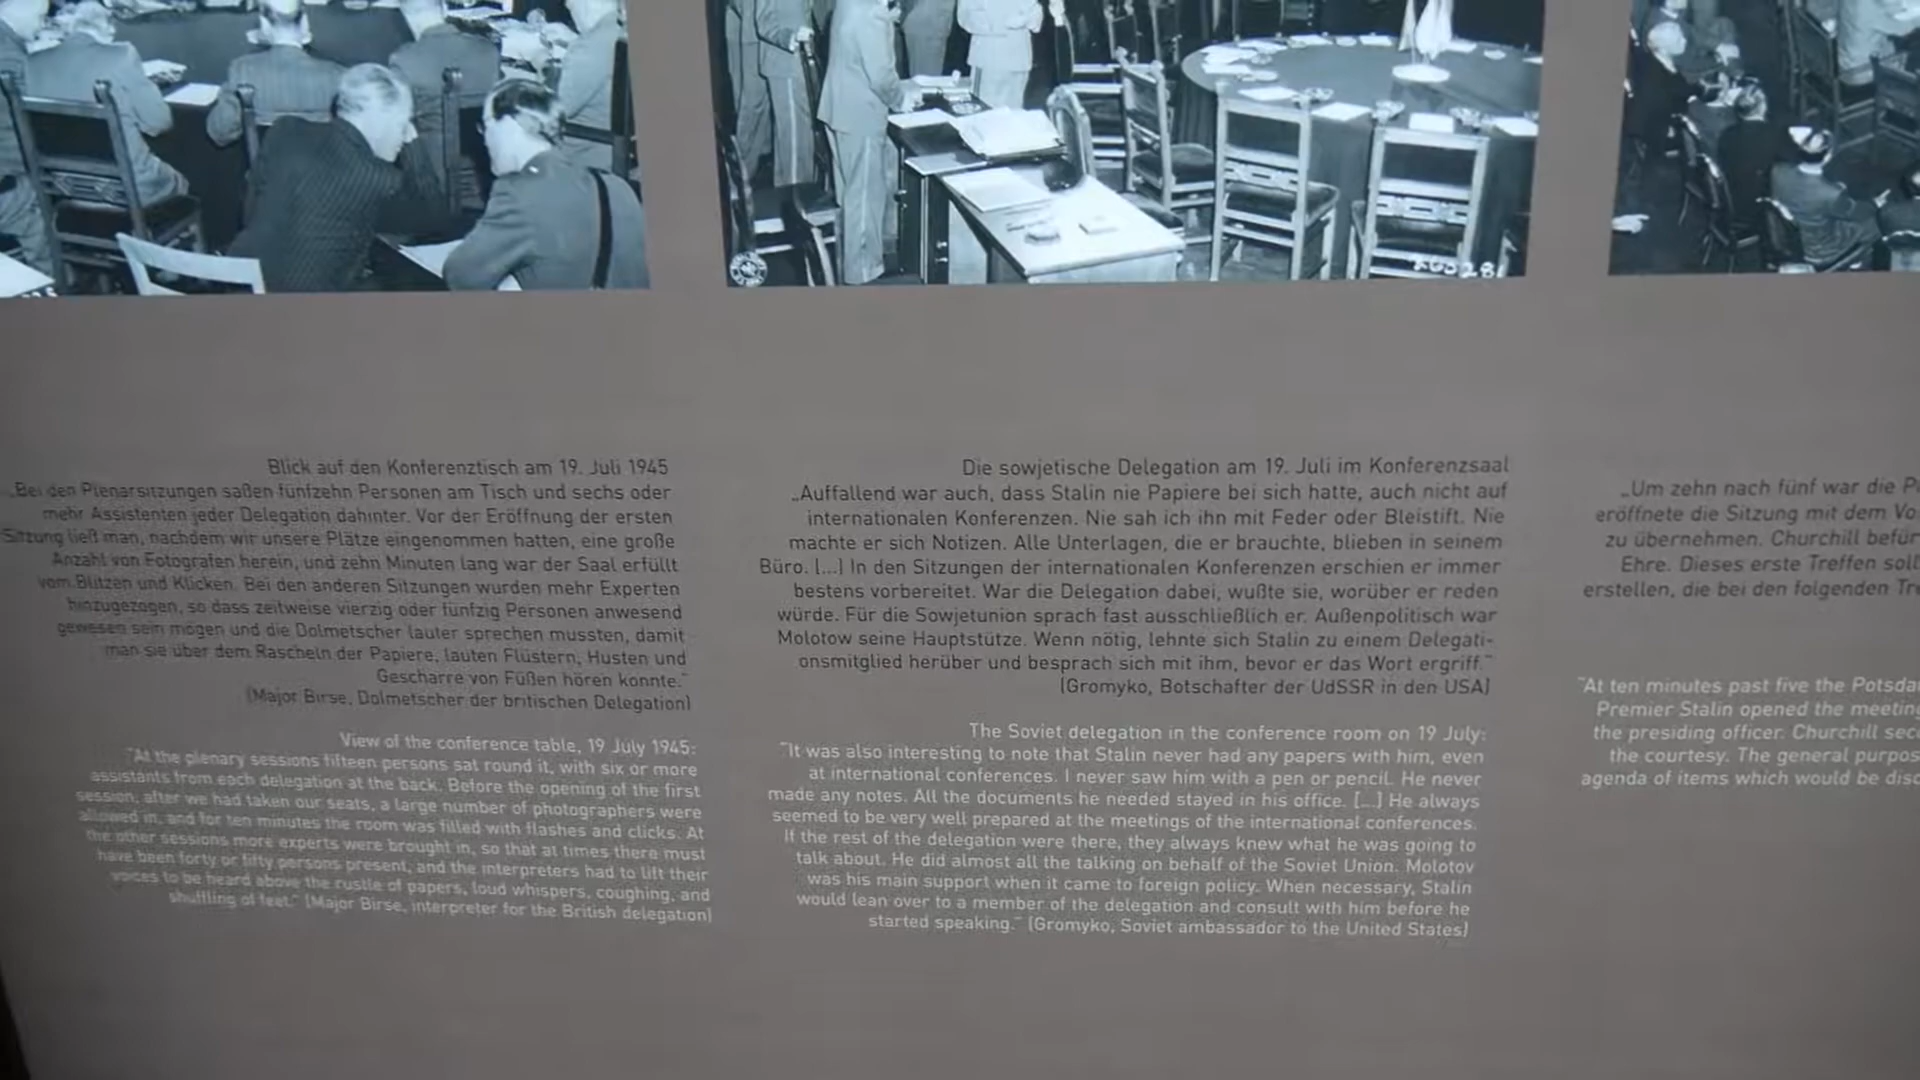 265281
Blick auf den Konferenztisch am 19. Juli 1945
„Bei den Plenarsitzungen saßen fünfzehn Personen am Tisch und sechs oder
mehr Assistenten jeder Delegation dahinter. Vor der Eröffnung der ersten
Sitzung ließ man, nachdem wir unsere Plätze eingenommen hatten, eine große
Anzahl von Fotografen herein, und zehn Minuten lang war der Saal erfüllt
vom Blitzen und Klicken. Bei den anderen Sitzungen wurden mehr Experten
hinzugezogen, so dass zeitweise vierzig oder fünfzig Personen anwesend
gewesen sein mögen und die Dolmetscher lauter sprechen mussten, damit
man sie über dem Rascheln der Papiere, lauten Flüstern, Husten und
Gescharre von Füßen hören konnte."
(Major Birse, Dolmetscher der britischen Delegation)
View of the conference table, 19 July 1945:
"At the plenary sessions fifteen persons sat round it, with six or more
assistants from each delegation at the back. Before the opening of the first
session, after we had taken our seats, a large number of photographers were
allowed in, and for ten minutes the room was filled with flashes and clicks. At
the other sessions more experts were brought in, so that at times there must
have been forty or fifty persons present, and the interpreters had to lift their
voices to be heard above the rustle of papers, loud whispers, coughing, and
shuffling of feet." (Major Birse, interpreter for the British delegation)
Die sowjetische Delegation am 19. Juli im Konferenzsaal
„Auffallend war auch, dass Stalin nie Papiere bei sich hatte, auch nicht auf
internationalen Konferenzen. Nie sah ich ihn mit Feder oder Bleistift. Nie
machte er sich Notizen. Alle Unterlagen, die er brauchte, blieben in seinem
Büro. [...] In den Sitzungen der internationalen Konferenzen erschien er immer
bestens vorbereitet. War die Delegation dabei, wußte sie, worüber er reden
würde. Für die Sowjetunion sprach fast ausschließlich er. Außenpolitisch war
Molotow seine Hauptstütze. Wenn nötig, lehnte sich Stalin zu einem Delegati-
onsmitglied herüber und besprach sich mit ihm, bevor er das Wort ergriff."
(Gromyko, Botschafter der UdSSR in den USA)
The Soviet delegation in the conference room on 19 July:
"It was also interesting to note that Stalin never had any papers with him, even
at international conferences. I never saw him with a pen or pencil. He never
made any notes. All the documents he needed stayed in his office. [...] He always
seemed to be very well prepared at the meetings of the international conferences.
If the rest of the delegation were there, they always knew what he was going to
talk about. He did almost all the talking on behalf of the Soviet Union. Molotov
was his main support when it came to foreign policy. When necessary, Stalin
would lean over to a member of the delegation and consult with him before he
started speaking." (Gromyko, Soviet ambassador to the United States)
„Um zehn nach fünf war die
eröffnete die Sitzung mit dem
zu übernehmen. Churchill
Ehre. Dieses erste Treffen
erstellen, die bei den folgenden
"At ten minutes past five the
Premier Stalin opened the meeting
the presiding officer. Churchill
the courtesy. The general
agenda of items which would be